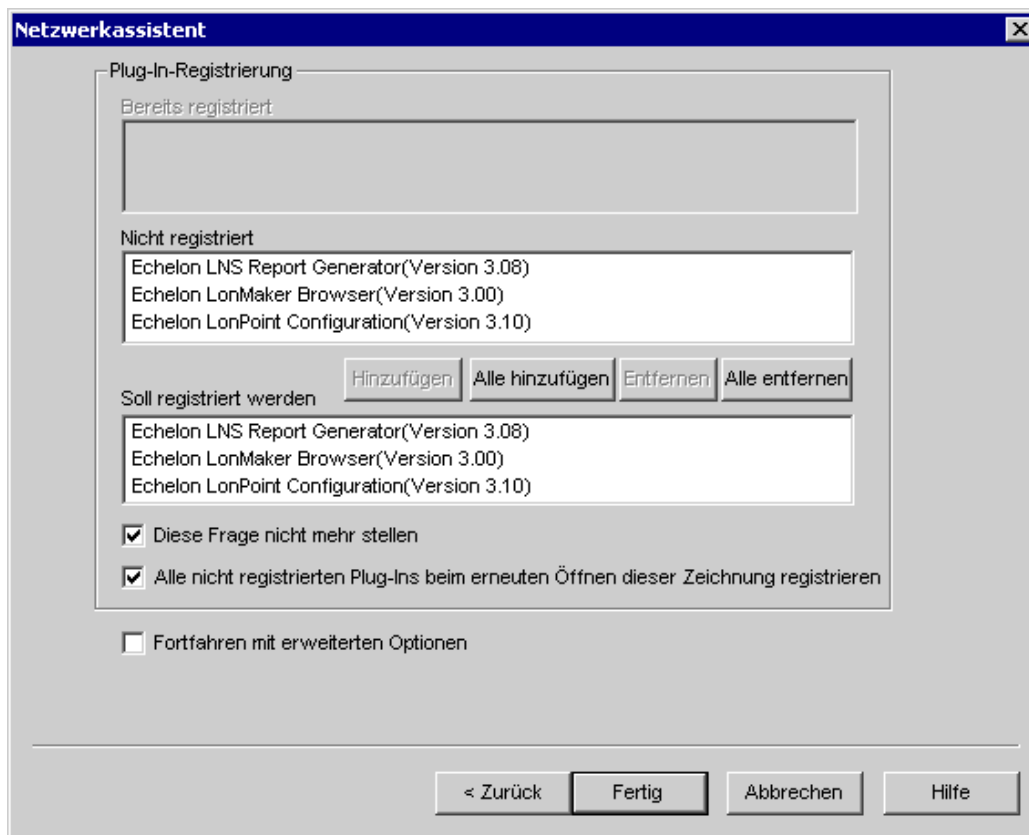 Netzwerkassistent
Plug-In-Registrierung
Bereits registriert
Nicht registriert
Echelon LNS Report Generator(Version 3.08)
Echelon LonMaker Browser(Version 3.00)
Echelon LonPoint Configuration(Version 3.10)
Hinzufügen Alle hinzufügen Entfernen Alle entfernen
Soll registriert werden
Echelon LNS Report Generator(Version 3.08)
Echelon LonMaker Browser(Version 3.00)
Echelon LonPoint Configuration(Version 3.10)
Diese Frage nicht mehr stellen
Alle nicht registrierten Plug-Ins beim erneuten Öffnen dieser Zeichnung registrieren
Fortfahren mit erweiterten Optionen
< Zurück Fertig Abbrechen Hilfe